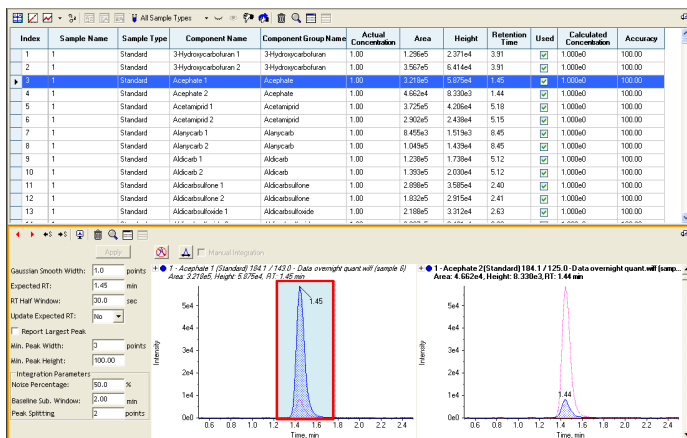 All Sample Types
Index Sample Name Sample Type Component Name Component Group Name Actual Concentration Area Height Retention Time Used Calculated Concentration Accuracy
1 1 Standard 3-Hydroxycarbofuran 1 3-Hydroxycarbofuran 1.00 1.296e5 2.371e4 3.91 1.000e0 100.00
2 1 Standard 3-Hydroxycarbofuran 2 3-Hydroxycarbofuran 1.00 3.567e5 6.414e4 3.91 1.000e0 100.00
3 1 Standard Acephate 1 Acephate 1.00 3.218e5 5.875e4 1.45 1.000e0 100.00
4 1 Standard Acephate 2 Acephate 1.00 4.662e4 8.330e3 1.44 1.000e0 100.00
5 1 Standard Acetamiprid 1 Acetamiprid 1.00 3.725e5 4.206e4 5.18 1.000e0 100.00
6 1 Standard Acetamiprid 2 Acetamiprid 1.00 2.902e5 2.438e4 5.15 1.000e0 100.00
7 1 Standard Alanycarb 1 Alanycarb 1.00 8.455e3 1.519e3 8.45 1.000e0 100.00
8 1 Standard Alanycarb 2 Alanycarb 1.00 1.049e5 1.439e4 8.45 1.000e0 100.00
9 1 Standard Aldicarb 1 Aldicarb 1.00 1.238e4 1.738e4 5.12 1.000e0 100.00
10 1 Standard Aldicarb 2 Aldicarb 1.00 1.393e5 2.030e4 5.12 1.000e0 100.00
11 1 Standard Aldicarbsulfone 1 Aldicarbsulfone 1.00 2.898e5 3.585e4 2.40 1.000e0 100.00
12 1 Standard Aldicarbsulfone 2 Aldicarbsulfone 1.00 1.832e5 2.915e4 2.41 1.000e0 100.00
13 1 Standard Aldicarbsulfoxide 1 Aldicarbsulfoxide 1.00 2.188e5 3.312e4 2.63 1.000e0 100.00
Apply
Manual Integration
Gaussian Smooth Width: 1.0 points
Expected RT: 1.45 min
RT Half Window: 30.0 sec
Update Expected RT: No
Report Largest Peak
Min. Peak Width: 3 points
Min. Peak Height: 100.00
Integration Parameters
Noise Percentage: 50.0 %
Baseline Sub. Window: 2.00 min
Peak Splitting 2 points
1 - Acephate 1 (Standard) 184.1 / 143.0 - Data overnight quant.wiff (sample 6)
Area: 3.218e5, Height: 5.875e4, RT: 1.45 min
1.45
Intensity
5e4
4e4
3e4
2e4
1e4
0e0
0.6 0.8 1.0 1.2 1.4 1.6 1.8 2.0 2.2 2.4
Time, min
1 - Acephate 2 (Standard) 184.1 / 125.0 - Data overnight quant.wiff (samp...
Area: 4.662e4, Height: 8.330e3, RT: 1.44 min
1.44
Intensity
5e4
4e4
3e4
2e4
1e4
0e0
0.6 0.8 1.0 1.2 1.4 1.6 1.8 2.0 2.2 2.4
Time, min